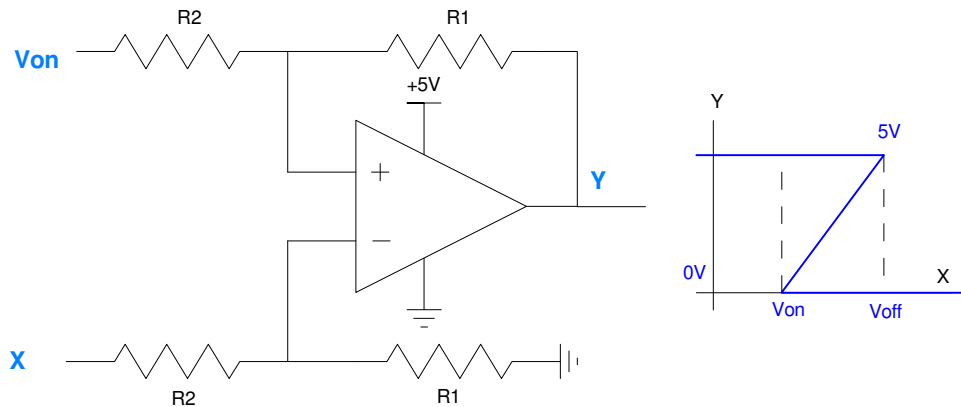 R2
R1
Von
+5V
+
−
Y
X
R2
R1
Y
5V
0V
X
Von
Voff